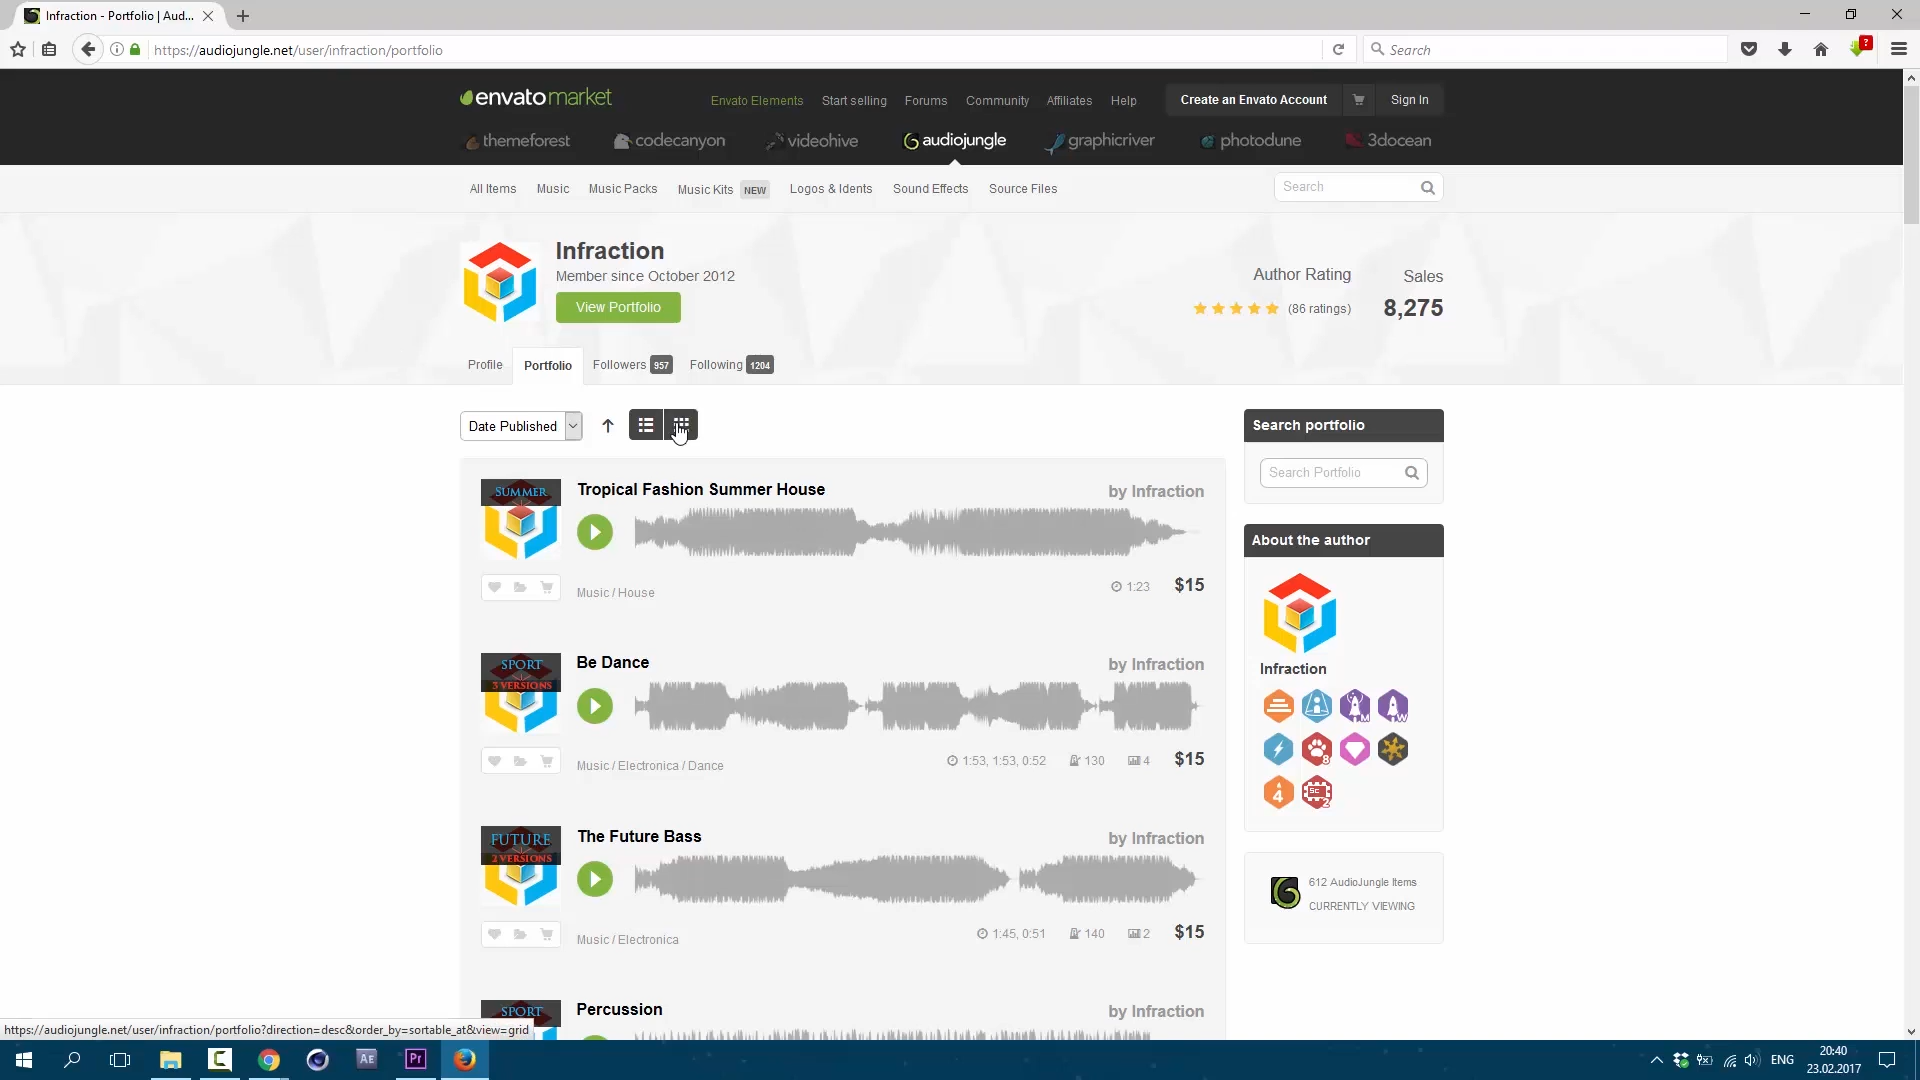 Infraction - Portfolio | Aud...
https://audiojungle.net/user/infraction/portfolio
Search
envatomarket
Envato Elements
Start selling
Forums
Community
Affiliates
Help
Create an Envato Account
Sign In
themeforest
codecanyon
videohive
audiojungle
graphicriver
photodune
3docean
All Items
Music
Music Packs
Music Kits NEW
Logos & Idents
Sound Effects
Source Files
Search
Infraction
Member since October 2012
View Portfolio
Author Rating
(86 ratings)
Sales
8,275
Profile
Portfolio
Followers 957
Following 1204
Date Published
SUMMER
Tropical Fashion Summer House
by Infraction
Music / House
1:23
$15
SPORT
3 VERSIONS
Be Dance
by Infraction
Music / Electronica / Dance
1:53, 1:53, 0:52
130
4
$15
FUTURE
2 VERSIONS
The Future Bass
by Infraction
Music / Electronica
1:45, 0:51
140
2
$15
SPORT
Percussion
by Infraction
Search portfolio
Search Portfolio
About the author
Infraction
M
W
8
4
SC
2
612 AudioJungle Items
CURRENTLY VIEWING
https://audiojungle.net/user/infraction/portfolio?direction=desc&order_by=sortable_at&view=grid
Ae
Pr
ENG
20:40
23.02.2017